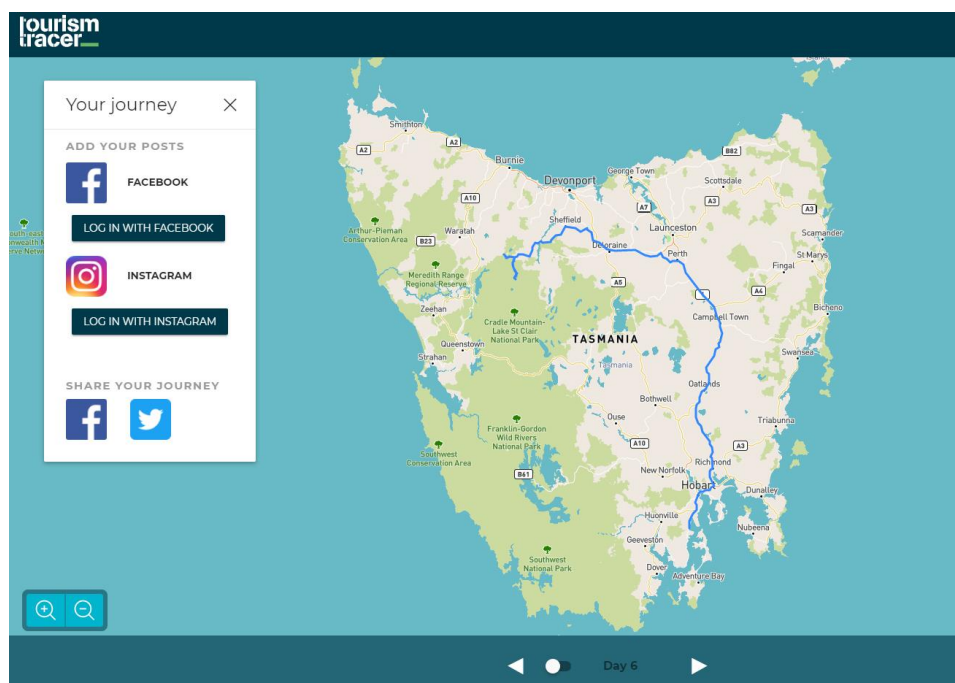 tourism
tracer
Your journey
ADD YOUR POSTS
FACEBOOK
LOG IN WITH FACEBOOK
INSTAGRAM
LOG IN WITH INSTAGRAM
SHARE YOUR JOURNEY
Smithton
A2
A2
Burnie
Devonport
George Town
B82
Scottsdale
A10
A7
A3
A3
Sheffield
Launceston
Scamander
Arthur-Pieman
Conservation Area
B23
Waratah
Deloraine
Perth
St Marys
Fingal
Meredith Range
Regional Reserve
A5
A4
Zeehan
Campbell Town
Bicheno
Cradle Mountain-
Lake St Clair
National Park
Queenstown
TASMANIA
Strahan
Tasmania
Swansea
Oatlands
Bothwell
Ouse
Triabunna
Franklin-Gordon
Wild Rivers
National Park
A10
A3
Southwest
Conservation Area
B61
New Norfolk
Richmond
Hobart
Dunalley
Huonville
Nubeena
Geeveston
Southwest
National Park
Dover
Adventure Bay
Day 6